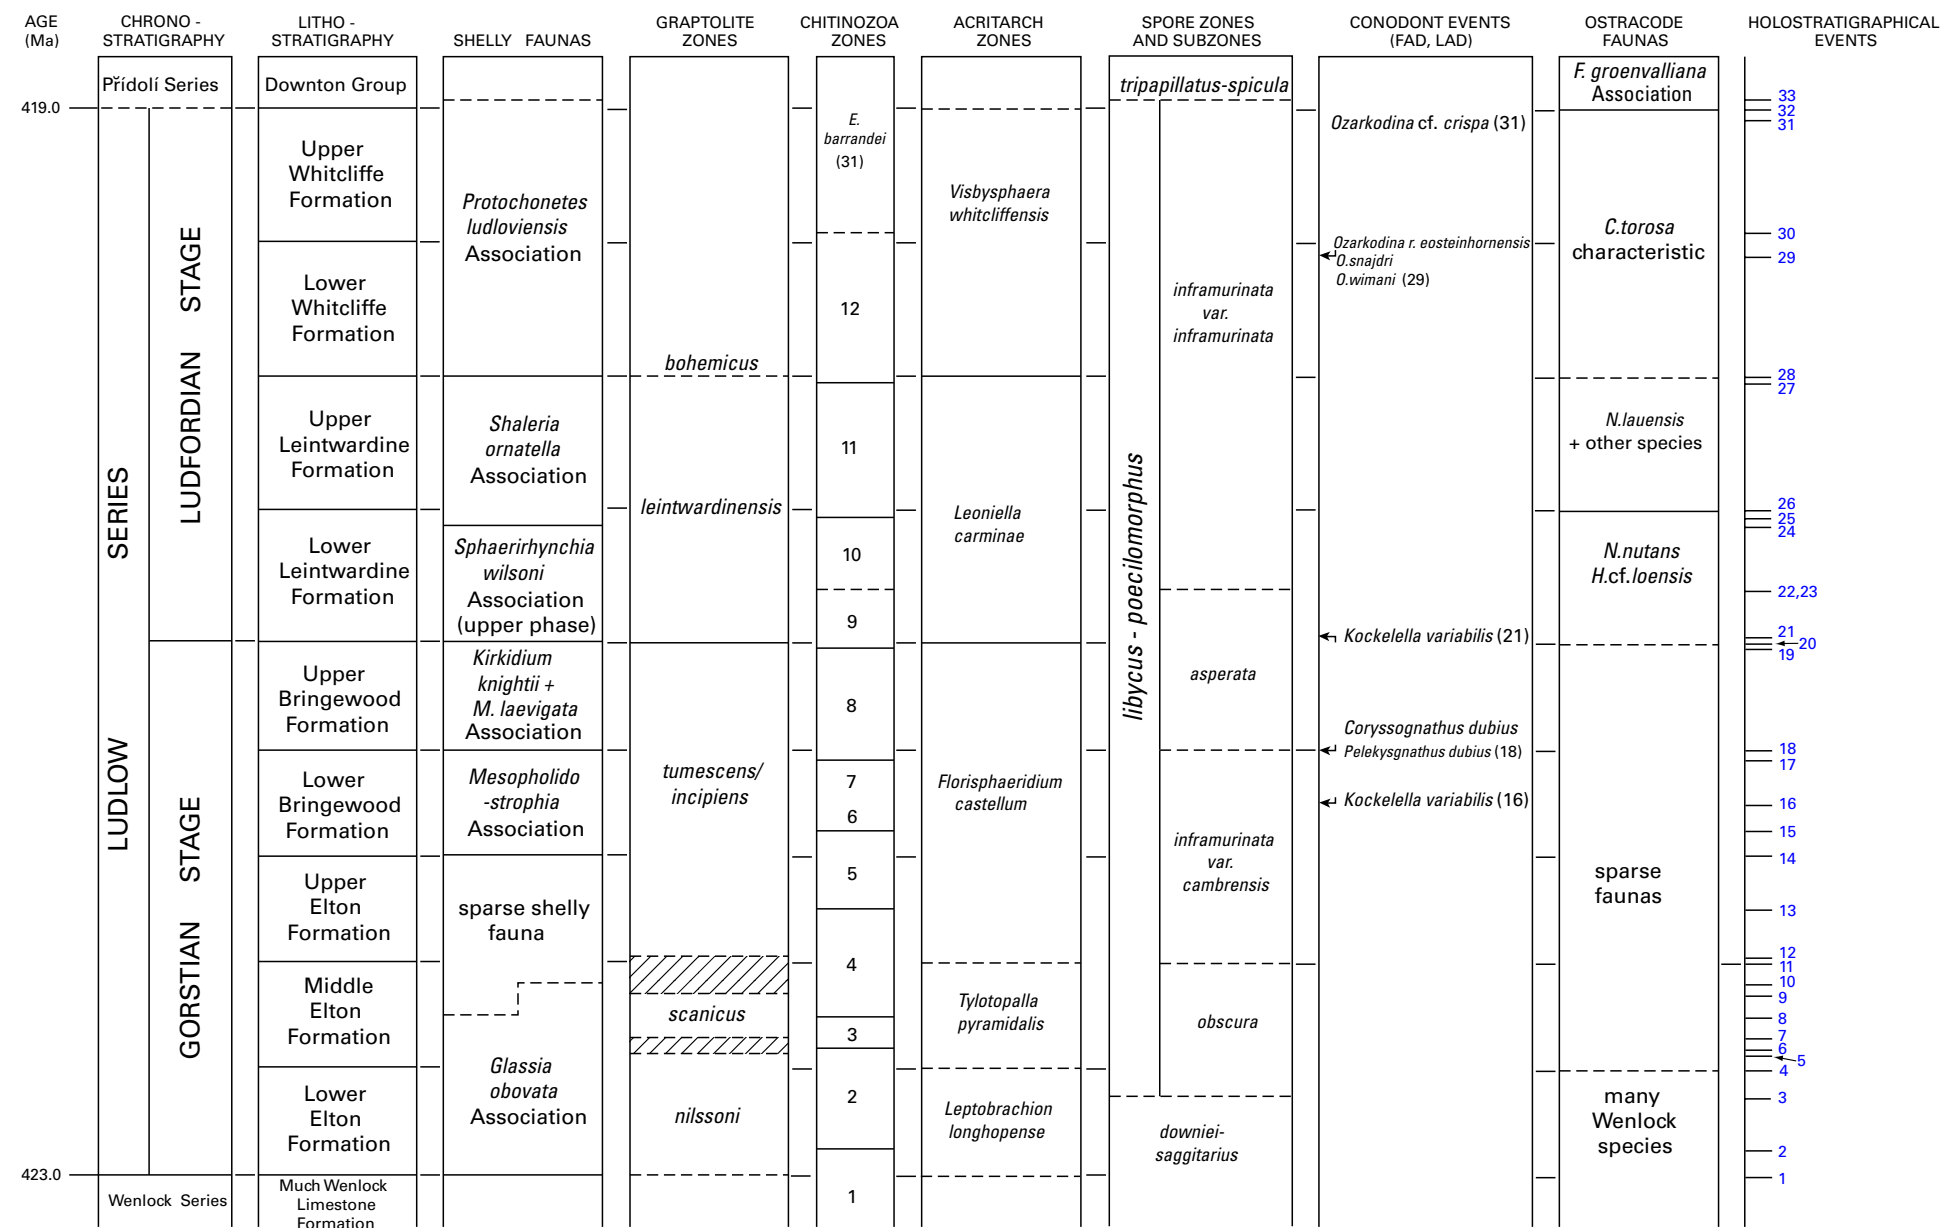 AGE
(Ma)
CHRONO -
STRATIGRAPHY
LITHO -
STRATIGRAPHY
SHELLY FAUNAS
GRAPTOLITE
ZONES
CHITINOZOA
ZONES
ACRITARCH
ZONES
SPORE ZONES
AND SUBZONES
CONODONT EVENTS
(FAD, LAD)
OSTRACODE
FAUNAS
HOLOSTRATIGRAPHICAL
EVENTS
419.0
423.0
Přídolí Series
LUDLOW SERIES
LUDFORDIAN STAGE
GORSTIAN STAGE
Wenlock Series
Downton Group
Upper
Whitcliffe
Formation
Lower
Whitcliffe
Formation
Upper
Leintwardine
Formation
Lower
Leintwardine
Formation
Upper
Bringewood
Formation
Lower
Bringewood
Formation
Upper
Elton
Formation
Middle
Elton
Formation
Lower
Elton
Formation
Much Wenlock
Limestone
Formation
Protochonetes
ludloviensis
Association
Shaleria
ornatella
Association
Sphaerirhynchia
wilsoni
Association
(upper phase)
Kirkidium
knightii +
M. laevigata
Association
Mesopholido
-strophia
Association
sparse shelly
fauna
Glassia
obovata
Association
bohemicus
leintwardinensis
tumescens/
incipiens
scanicus
nilssoni
E.
barrandei
(31)
12
11
10
9
8
7
6
5
4
3
2
1
Visbysphaera
whitcliffensis
Leoniella
carminae
Florisphaeridium
castellum
Tylotopalla
pyramidalis
Leptobrachion
longhopense
tripapillatus-spicula
libycus - poecilomorphus
inframurinata
var.
inframurinata
asperata
inframurinata
var.
cambrensis
obscura
downiei-
saggitarius
Ozarkodina cf. crispa (31)
Ozarkodina r. eosteinhornensis
O.snajdri
O.wimani (29)
Kockelella variabilis (21)
Coryssognathus dubius
Pelekysgnathus dubius (18)
Kockelella variabilis (16)
F. groenvalliana
Association
C.torosa
characteristic
N.lauensis
+ other species
N.nutans
H.cf.loensis
sparse
faunas
many
Wenlock
species
33
32
31
30
29
28
27
26
25
24
22,23
21
20
19
18
17
16
15
14
13
12
11
10
9
8
7
6
5
4
3
2
1